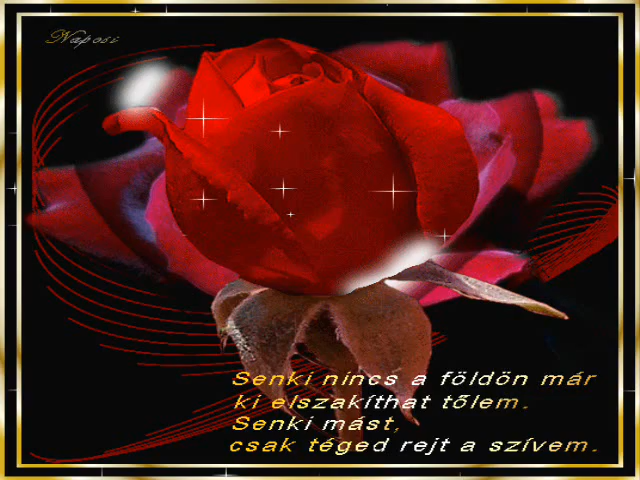 Naposi
Senki nincs a földön már
ki elszakíthat tőlem.
Senki mást,
csak téged rejt a szívem.